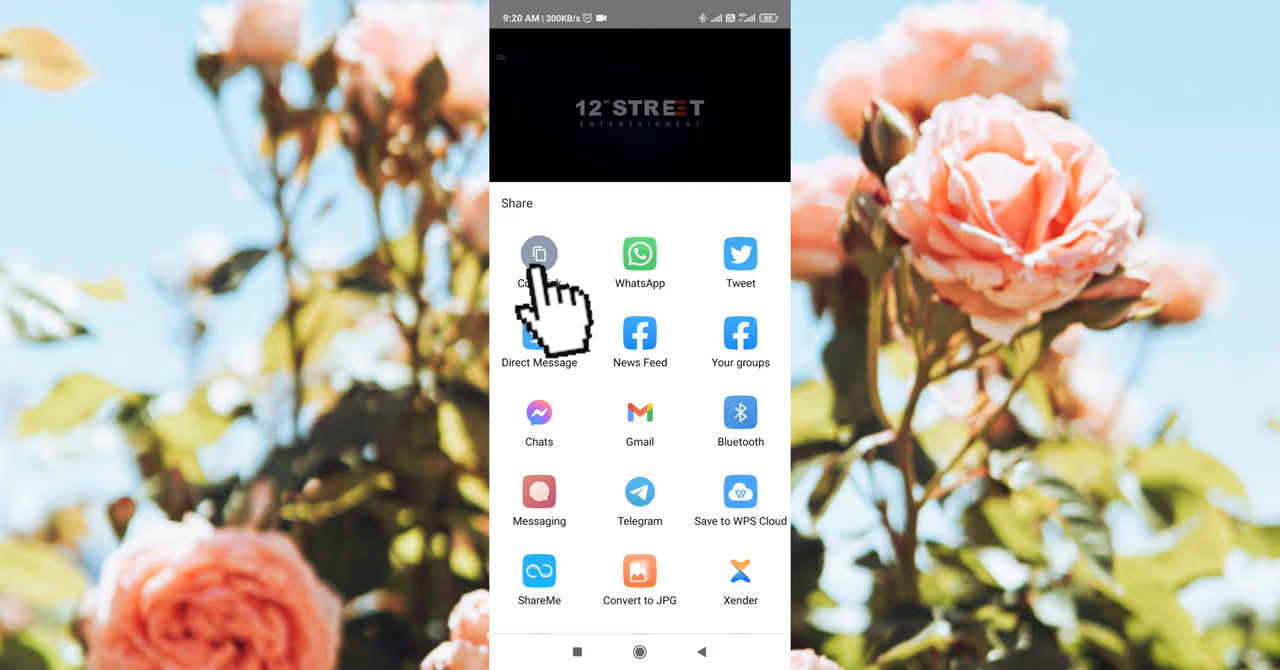 9:20 AM | 300KB/s
12™ STREET
ENTERTAINMENT
Share
WhatsApp
Tweet
Direct Message
News Feed
Your groups
Chats
Gmail
Bluetooth
Messaging
Telegram
Save to WPS Cloud
ShareMe
Convert to JPG
Xender